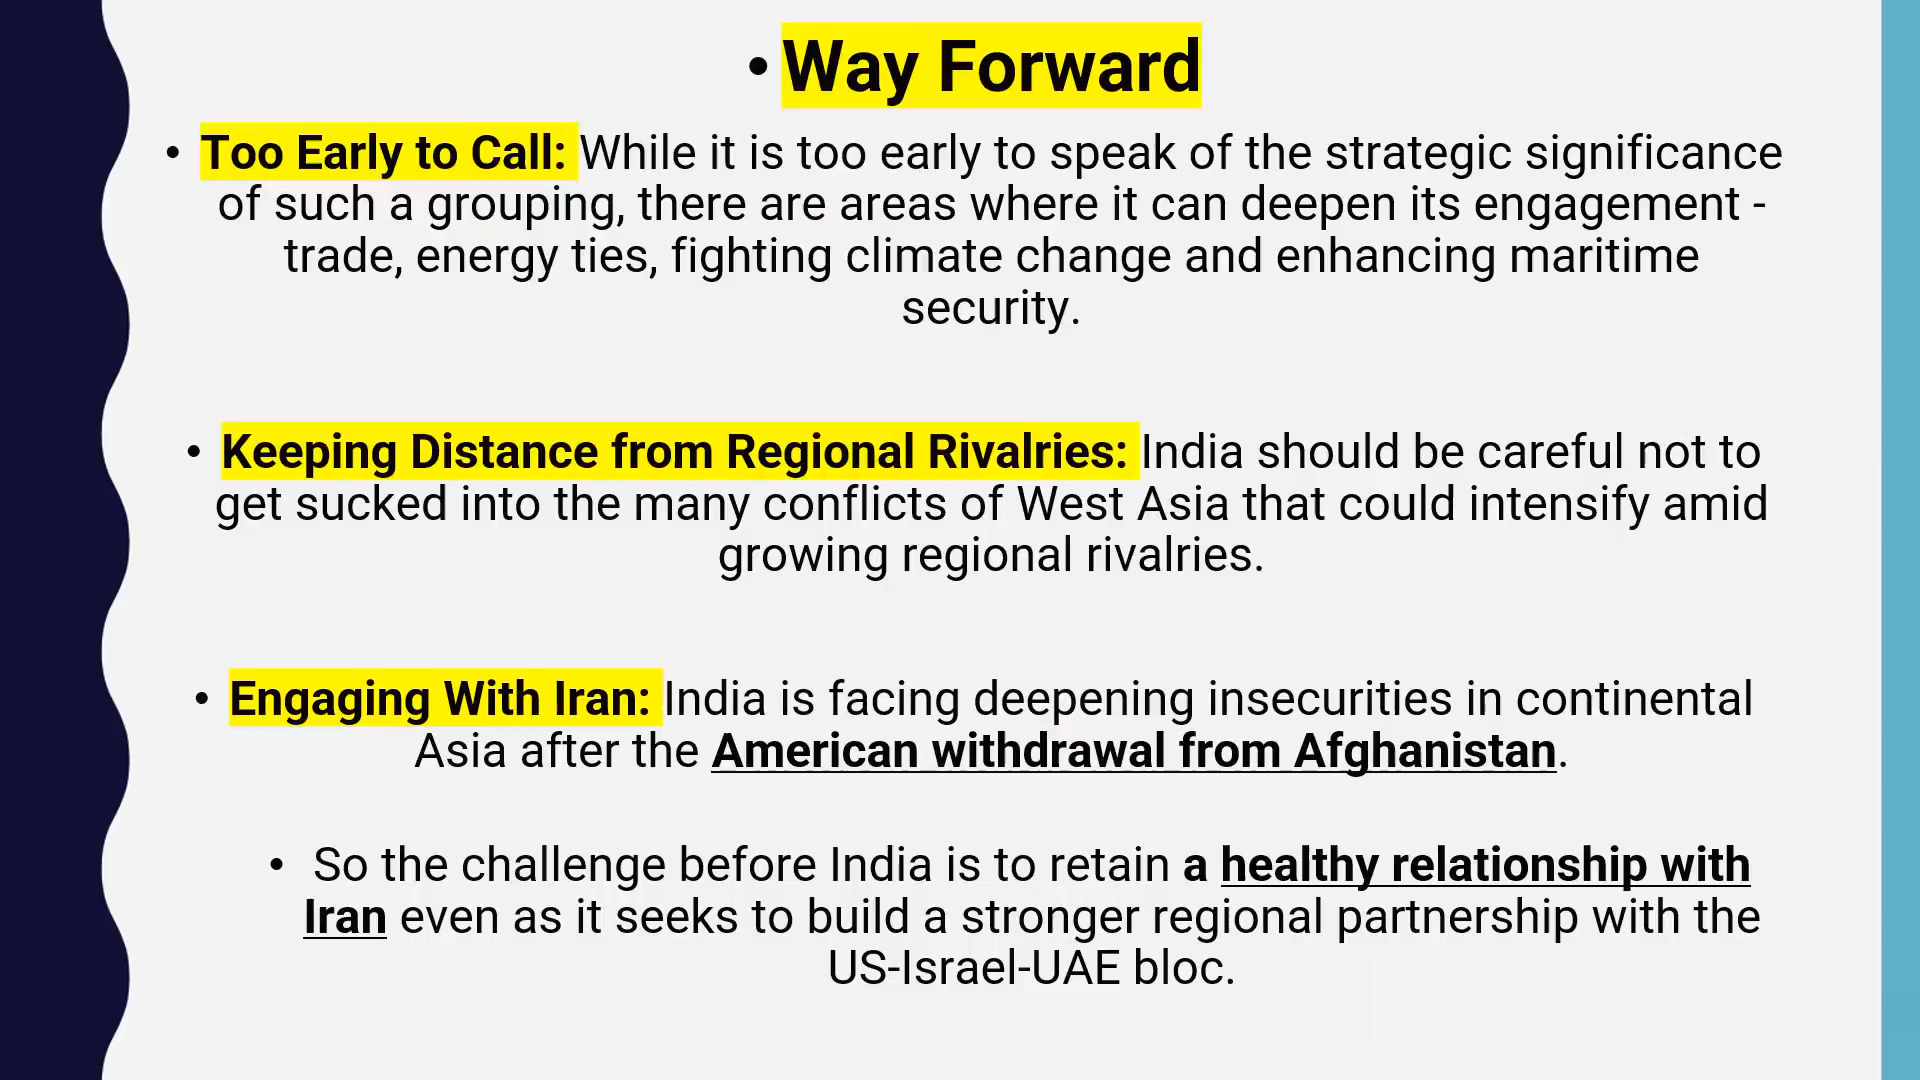 • Way Forward
• Too Early to Call: While it is too early to speak of the strategic significance
of such a grouping, there are areas where it can deepen its engagement -
trade, energy ties, fighting climate change and enhancing maritime
security.
• Keeping Distance from Regional Rivalries: India should be careful not to
get sucked into the many conflicts of West Asia that could intensify amid
growing regional rivalries.
• Engaging With Iran: India is facing deepening insecurities in continental
Asia after the American withdrawal from Afghanistan.
• So the challenge before India is to retain a healthy relationship with
Iran even as it seeks to build a stronger regional partnership with the
US-Israel-UAE bloc.